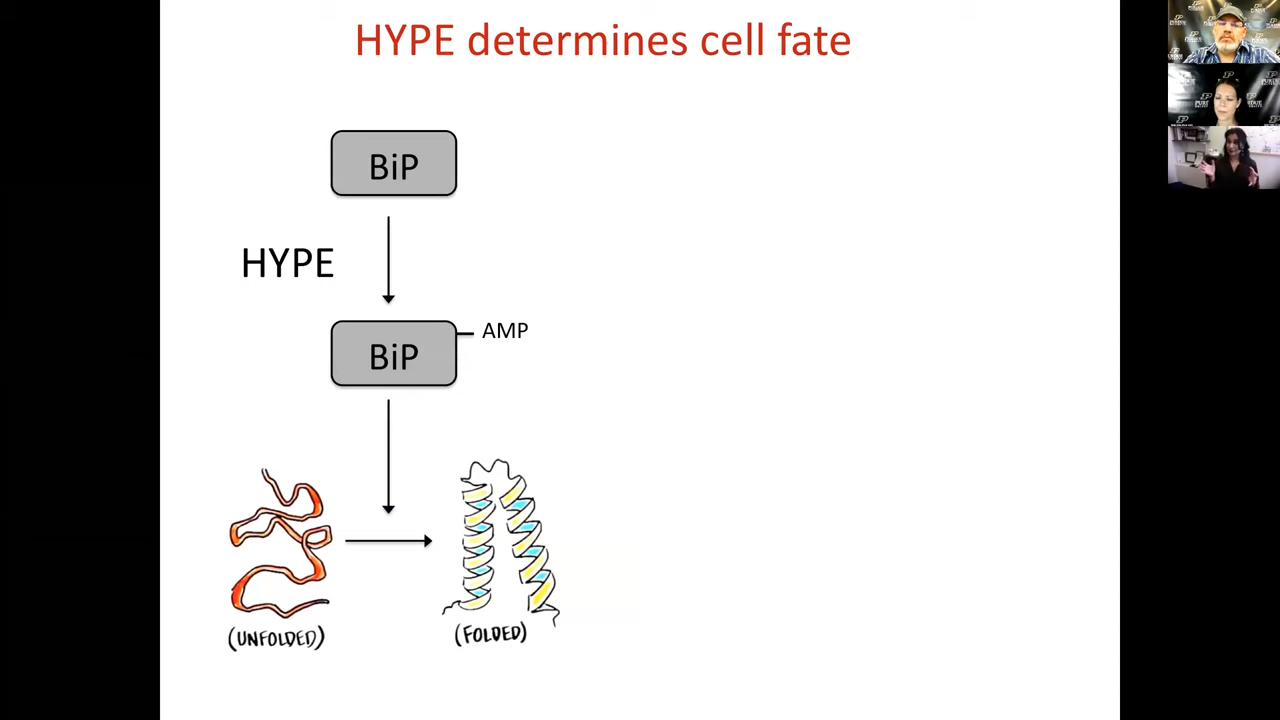 HYPE determines cell fate
BiP
HYPE
BiP
AMP
(UNFOLDED)
(FOLDED)